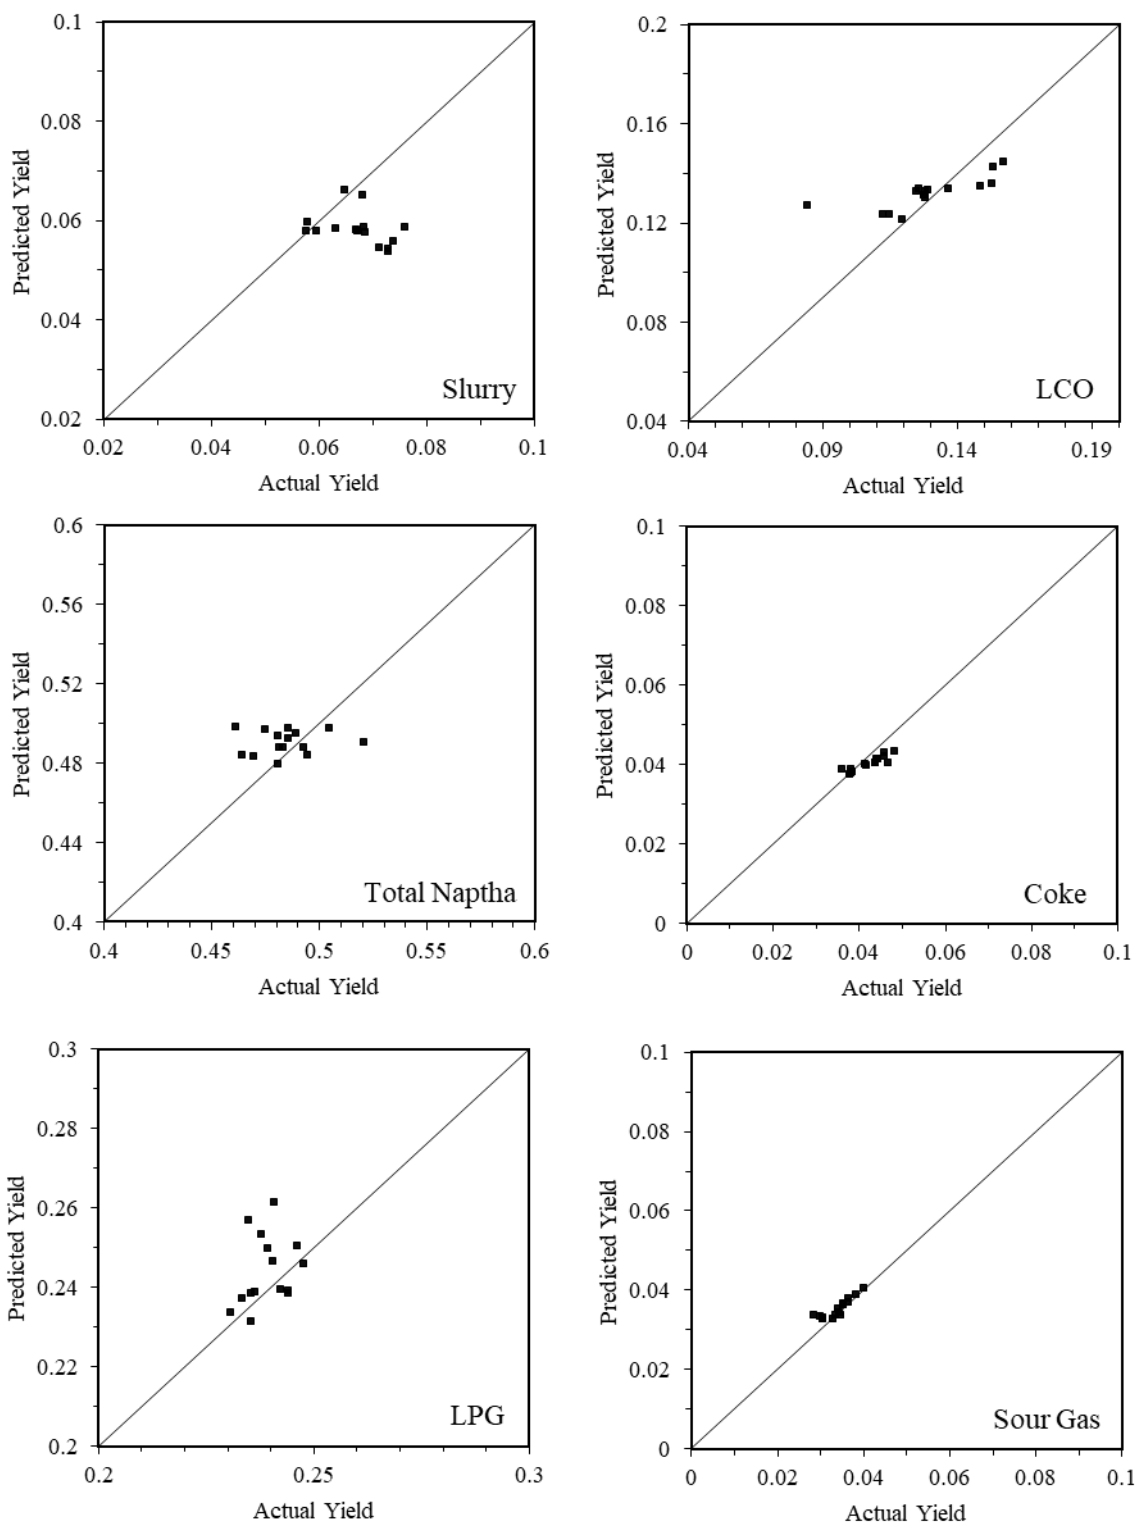 0.1
0.08
0.06
0.04
0.02
Predicted Yield
Slurry
0.02 0.04 0.06 0.08 0.1
Actual Yield
0.2
0.16
0.12
0.08
0.04
Predicted Yield
LCO
0.04 0.09 0.14 0.19
Actual Yield
0.6
0.56
0.52
0.48
0.44
0.4
Predicted Yield
Total Naptha
0.4 0.45 0.5 0.55 0.6
Actual Yield
0.1
0.08
0.06
0.04
0.02
0
Predicted Yield
Coke
0 0.02 0.04 0.06 0.08 0.1
Actual Yield
0.3
0.28
0.26
0.24
0.22
0.2
Predicted Yield
LPG
0.2 0.25 0.3
Actual Yield
0.1
0.08
0.06
0.04
0.02
0
Predicted Yield
Sour Gas
0 0.02 0.04 0.06 0.08 0.1
Actual Yield